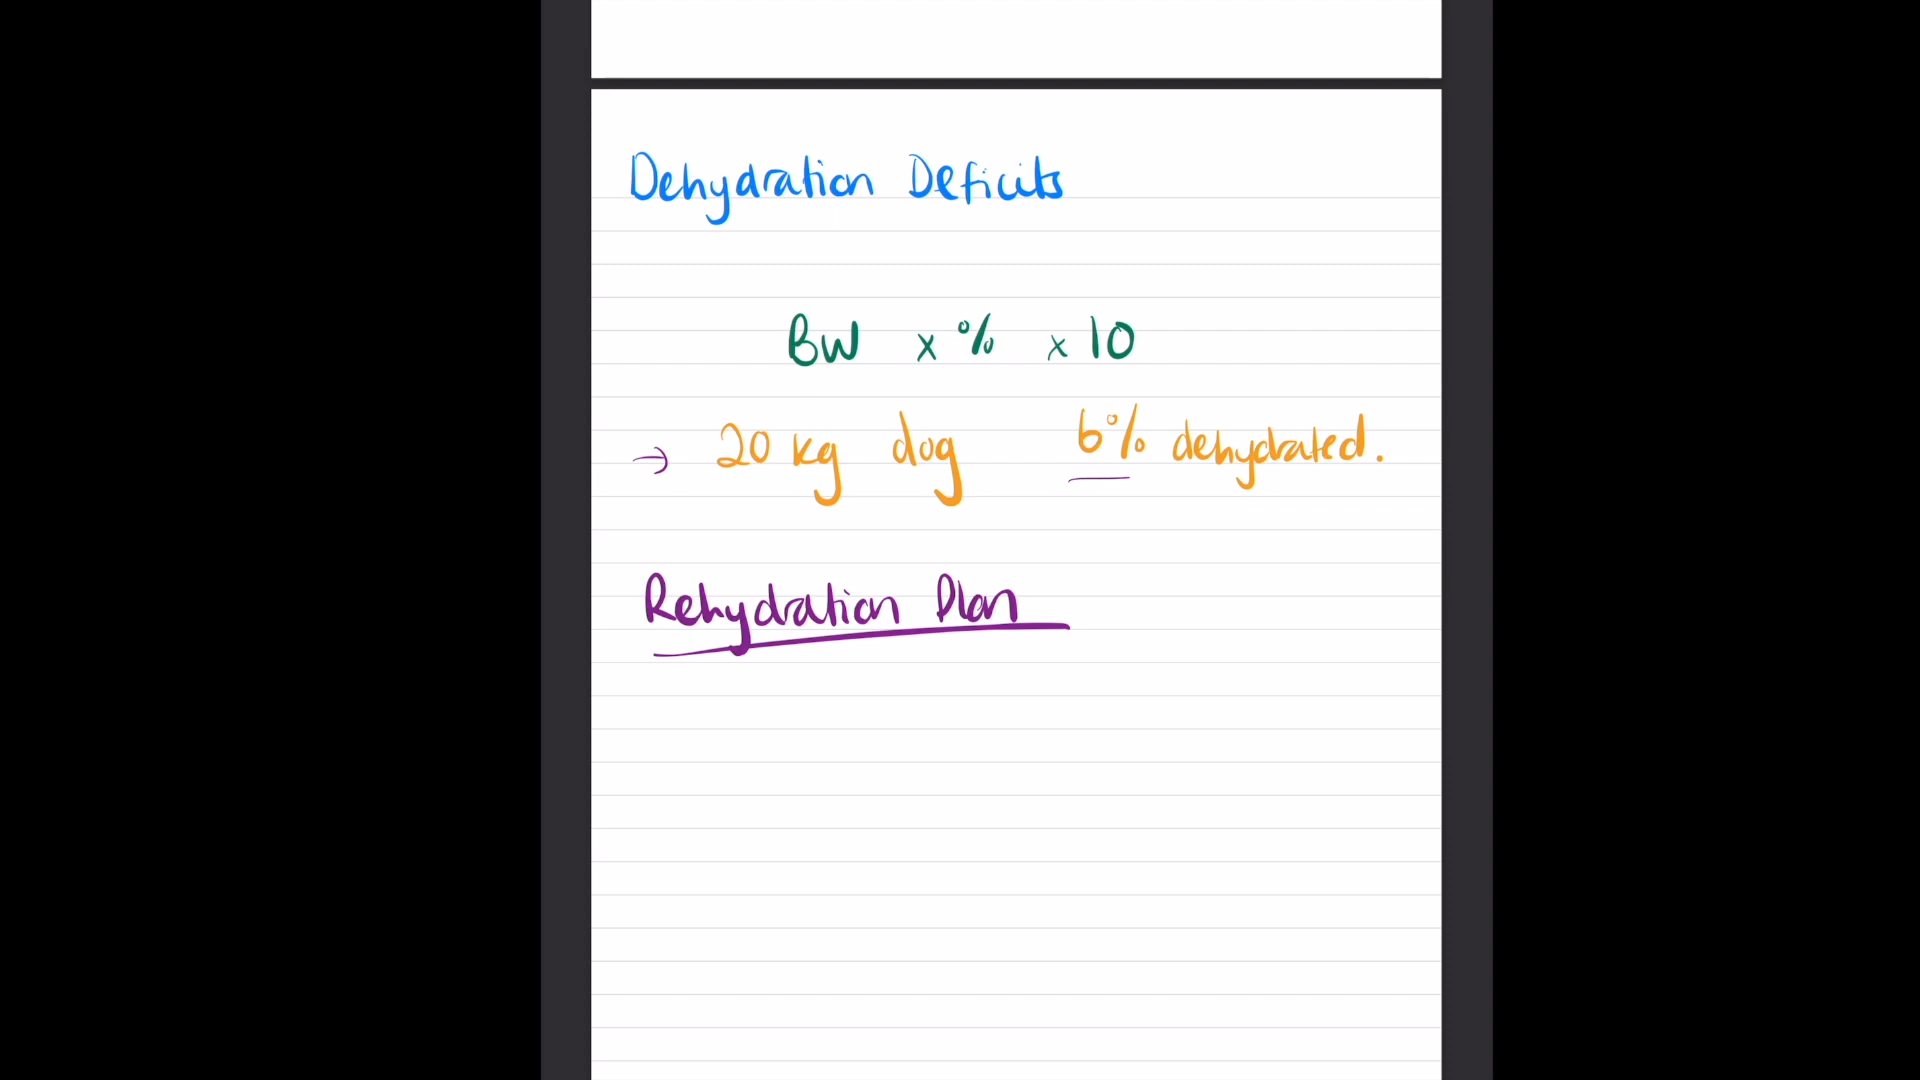 Dehydration Deficits
BW x % x 10
→ 20 kg dog 6% dehydrated.
Rehydration Plan